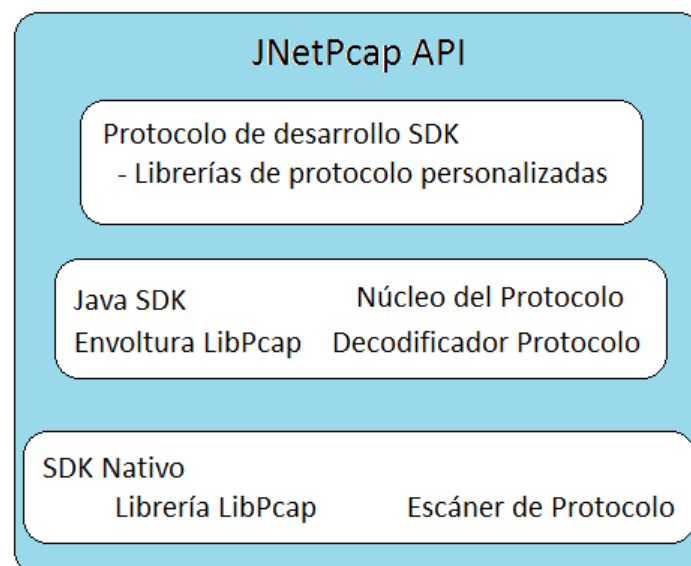 JNetPcap API
Protocolo de desarrollo SDK
- Librerías de protocolo personalizadas
Java SDK
Núcleo del Protocolo
Envoltura LibPcap
Decodificador Protocolo
SDK Nativo
Librería LibPcap
Escáner de Protocolo